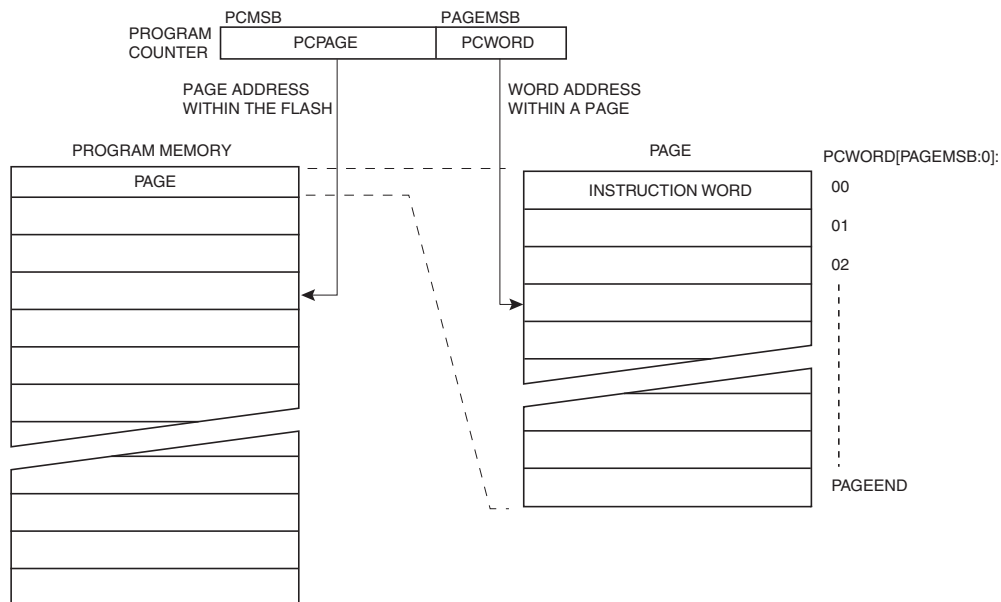 PCMSB PAGEMSB
PROGRAM
COUNTER
PCPAGE PCWORD
PAGE ADDRESS
WITHIN THE FLASH
WORD ADDRESS
WITHIN A PAGE
PROGRAM MEMORY
PAGE
PAGE
INSTRUCTION WORD
PCWORD[PAGEMSB:0]:
00
01
02
PAGEEND